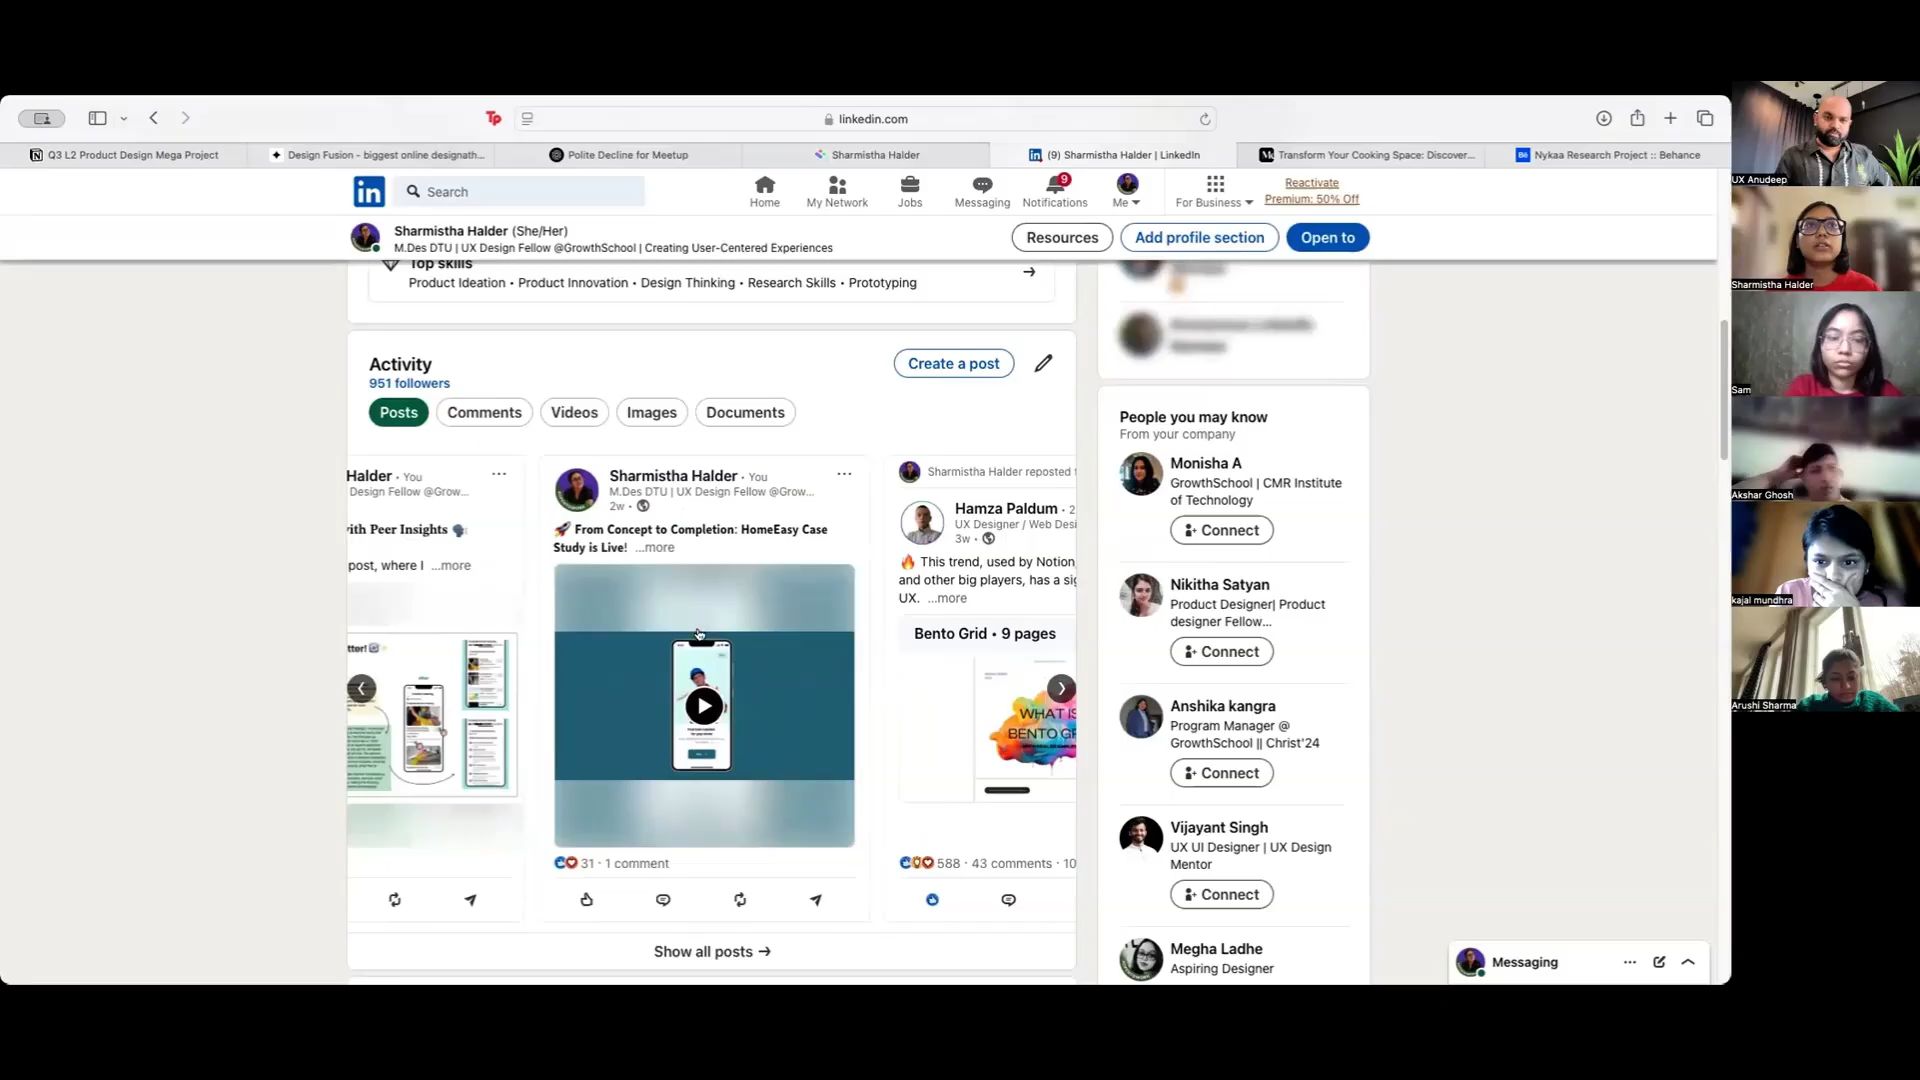 linkedin.com
Q3 L2 Product Design Mega Project
Design Fusion - biggest online designath...
Polite Decline for Meetup
Sharmistha Halder
(9) Sharmistha Halder | LinkedIn
Transform Your Cooking Space: Discover...
Nykaa Research Project :: Behance
Search
Home
My Network
Jobs
Messaging
9
Notifications
Me
For Business
Reactivate
Premium: 50% Off
Sharmistha Halder (She/Her)
M.Des DTU | UX Design Fellow @GrowthSchool | Creating User-Centered Experiences
Resources
Add profile section
Open to
Top skills
Product Ideation • Product Innovation • Design Thinking • Research Skills • Prototyping
Activity
951 followers
Create a post
Posts
Comments
Videos
Images
Documents
Halder • You
Design Fellow @Grow...
ith Peer Insights
post, where I ...more
tter!
Sharmistha Halder • You
M.Des DTU | UX Design Fellow @Grow...
2w •
🚀 From Concept to Completion: HomeEasy Case
Study is Live! ...more
31 · 1 comment
Sharmistha Halder reposted t
Hamza Paldum • 2
UX Designer / Web Desi
3w •
🔥 This trend, used by Notion
and other big players, has a sig
UX. ...more
Bento Grid • 9 pages
WHAT IS
BENTO GR
588 · 43 comments · 10
Show all posts →
People you may know
From your company
Monisha A
GrowthSchool | CMR Institute
of Technology
Connect
Nikitha Satyan
Product Designer| Product
designer Fellow...
Connect
Anshika kangra
Program Manager @
GrowthSchool || Christ'24
Connect
Vijayant Singh
UX UI Designer | UX Design
Mentor
Connect
Megha Ladhe
Aspiring Designer
Messaging
UX Anudeep
Sharmistha Halder
Sam
Akshar Ghosh
kajal mundhra
Arushi Sharma